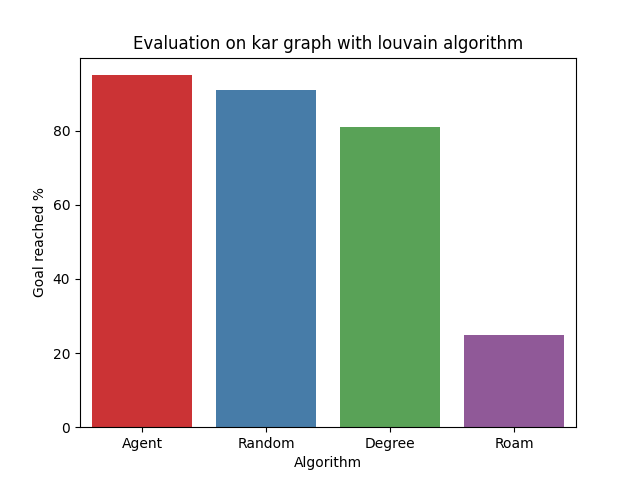 Evaluation on kar graph with louvain algorithm
Goal reached %
80
60
40
20
0
Agent Random Degree Roam
Algorithm